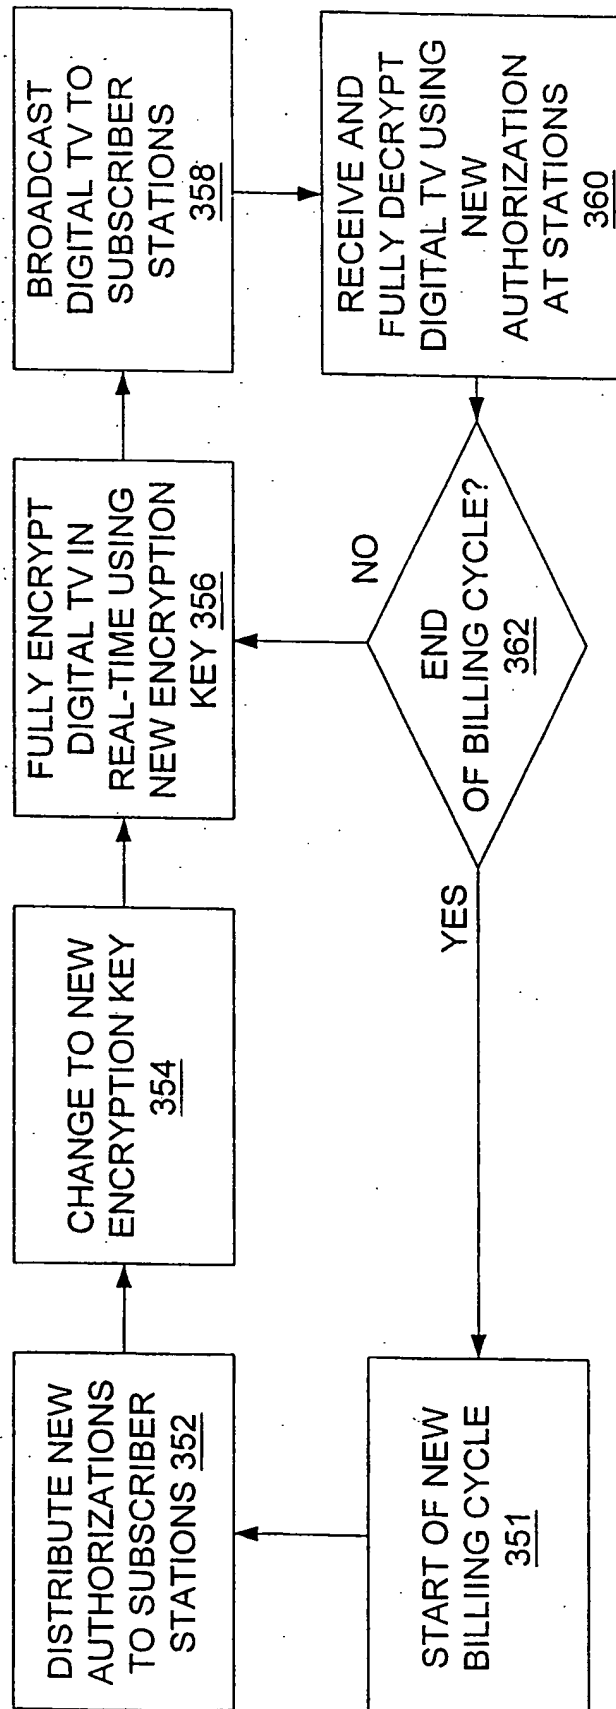 START OF NEW
BILLIING CYCLE
351
DISTRIBUTE NEW
AUTHORIZATIONS
TO SUBSCRIBER
STATIONS 352
CHANGE TO NEW
ENCRYPTION KEY
354
FULLY ENCRYPT
DIGITAL TV IN
REAL-TIME USING
NEW ENCRYPTION
KEY 356
BROADCAST
DIGITAL TV TO
SUBSCRIBER
STATIONS
358
RECEIVE AND
FULLY DECRYPT
DIGITAL TV USING
NEW
AUTHORIZATION
AT STATIONS
360
END
OF BILLING CYCLE?
362
NO
YES